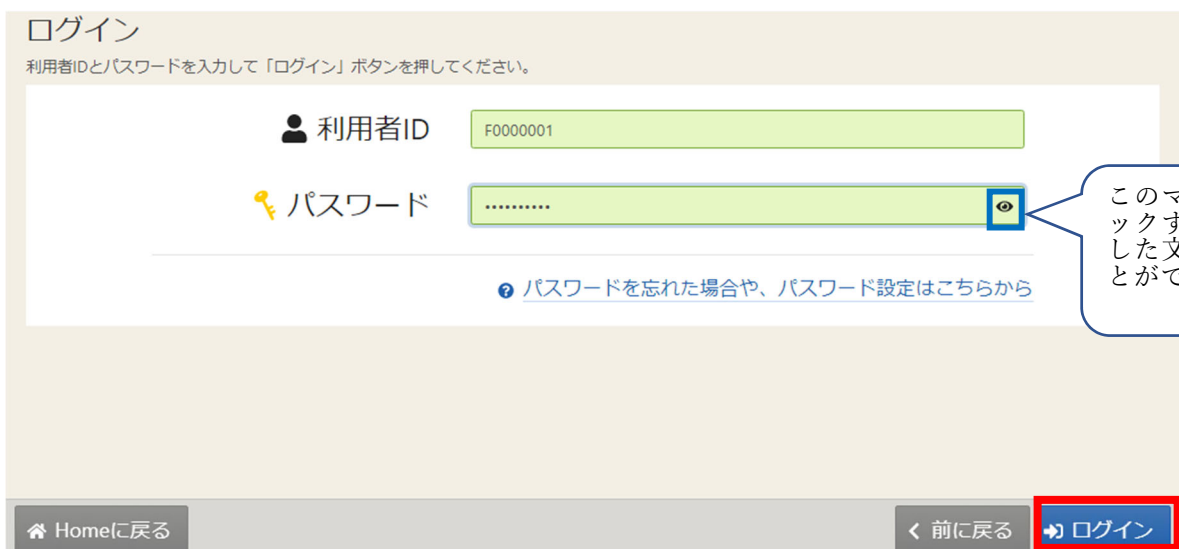 ログイン
利用者IDとパスワードを入力して「ログイン」ボタンを押してください。
利用者ID
F0000001
パスワード
••••••••••
パスワードを忘れた場合や、パスワード設定はこちらから
このマ
ックす
した文
とがで
Homeに戻る
前に戻る
ログイン